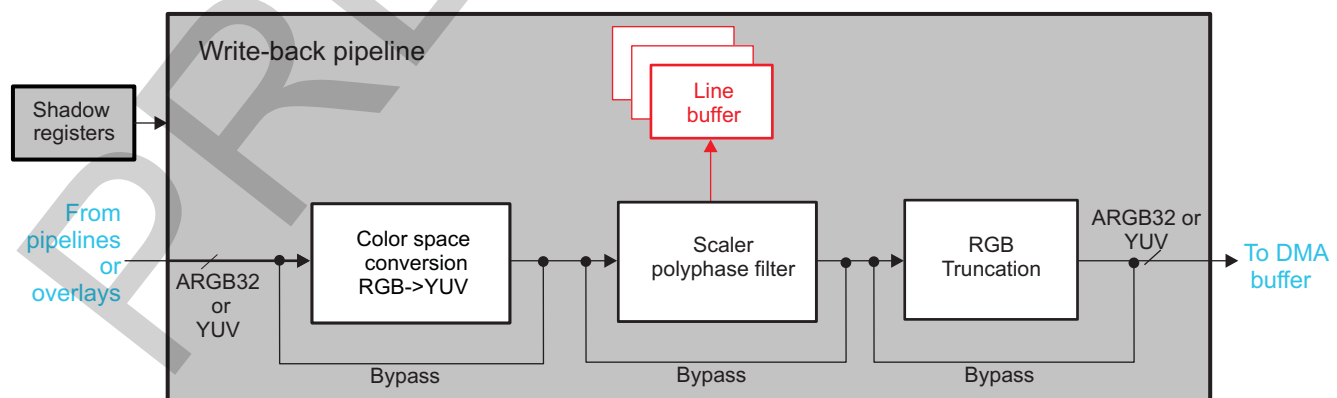 Write-back pipeline
Shadow
registers
Line
buffer
From
pipelines
or
overlays
ARGB32
or
YUV
Color space
conversion
RGB->YUV
Bypass
Scaler
polyphase filter
Bypass
RGB
Truncation
Bypass
ARGB32 or
YUV
To DMA
buffer